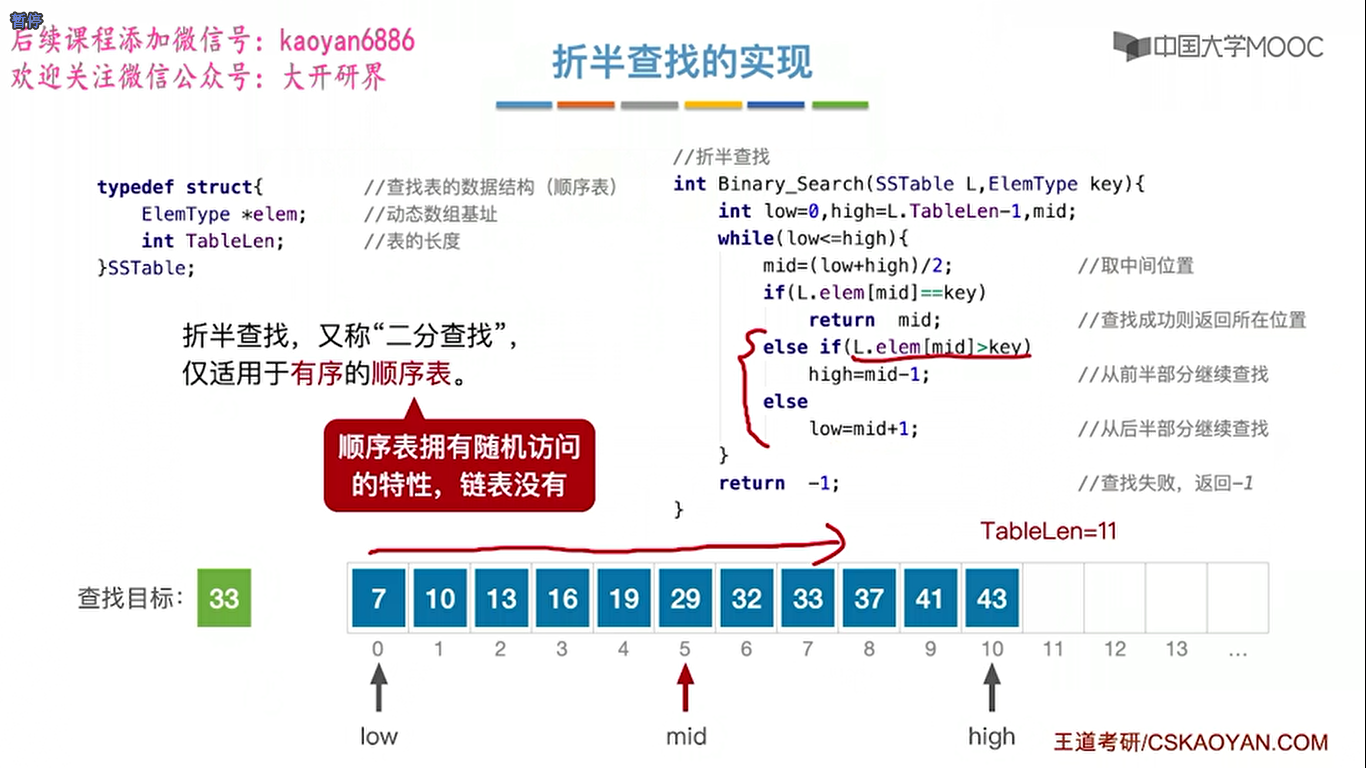 暂停
后续课程添加微信号：kaoyan6886
欢迎关注微信公众号：大开研界
折半查找的实现
中国大学MOOC
typedef struct{ //查找表的数据结构（顺序表）
ElemType *elem; //动态数组基址
int TableLen; //表的长度
}SSTable;
折半查找，又称“二分查找”，
仅适用于有序的顺序表。
顺序表拥有随机访问
的特性，链表没有
//折半查找
int Binary_Search(SSTable L,ElemType key){
int low=0,high=L.TableLen-1,mid;
while(low<=high){
mid=(low+high)/2; //取中间位置
if(L.elem[mid]==key)
return mid; //查找成功则返回所在位置
else if(L.elem[mid]>key)
high=mid-1; //从前半部分继续查找
else
low=mid+1; //从后半部分继续查找
}
return -1; //查找失败，返回-1
}
TableLen=11
查找目标： 33 7 10 13 16 19 29 32 33 37 41 43
0 1 2 3 4 5 6 7 8 9 10 11 12 13 ...
low mid high
王道考研/CSKAOYAN.COM